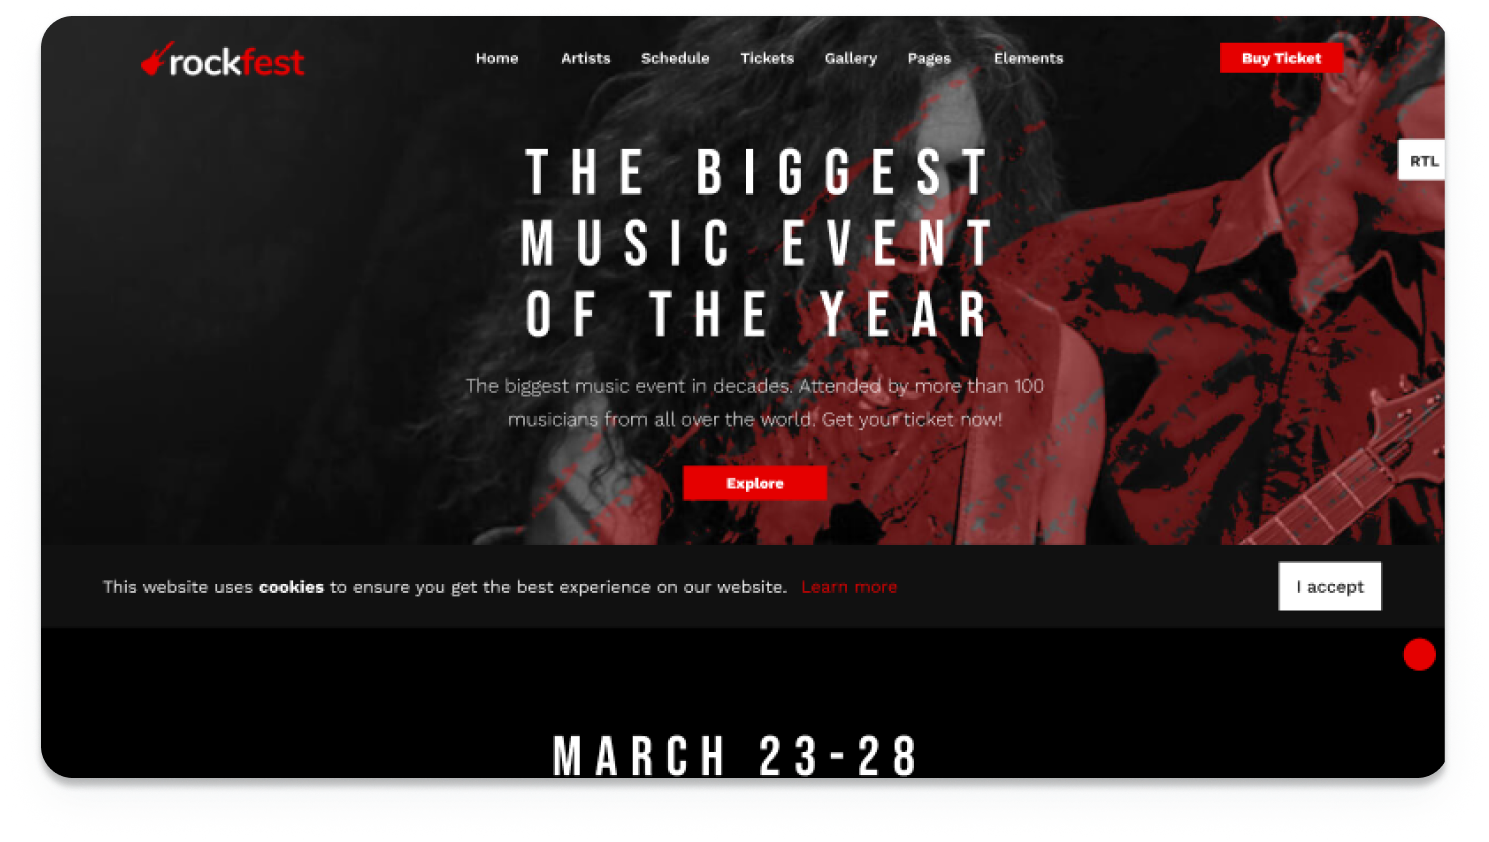 rockfest
Home Artists Schedule Tickets Gallery Pages Elements
Buy Ticket
RTL
THE BIGGEST
MUSIC EVENT
OF THE YEAR
The biggest music event in decades. Attended by more than 100
musicians from all over the world. Get your ticket now!
Explore
This website uses cookies to ensure you get the best experience on our website. Learn more
I accept
MARCH 23-28